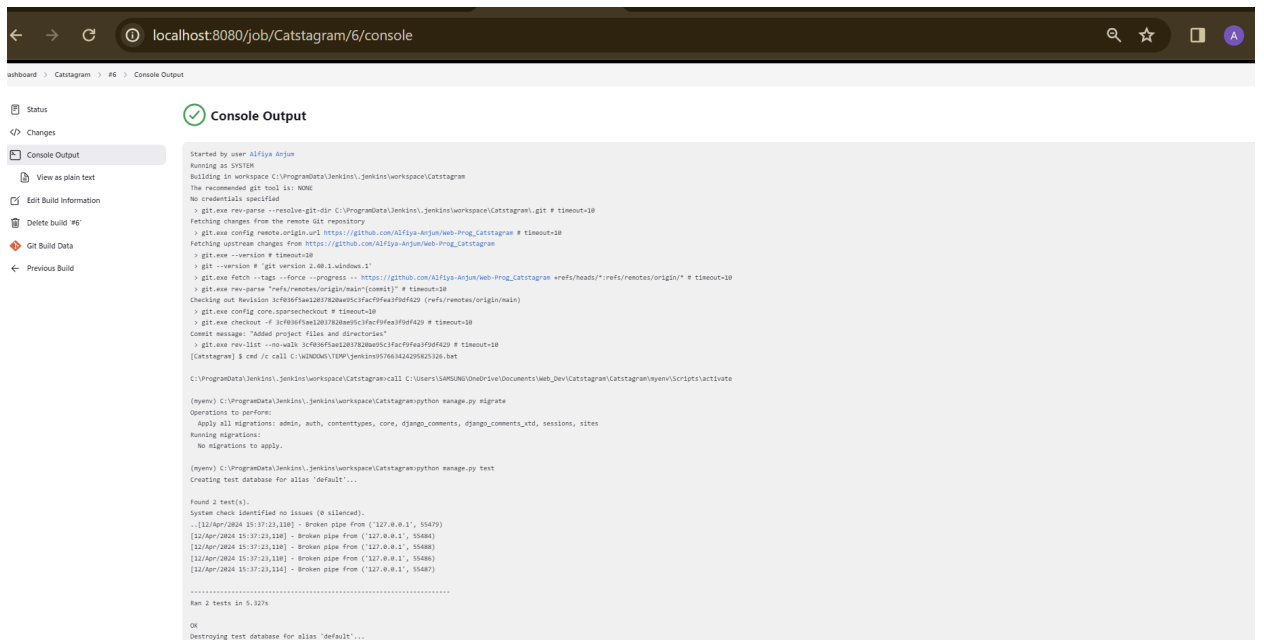 localhost:8080/job/Catstagram/6/console
A
ashboard > Catstagram > #6 > Console Output
Status
Changes
Console Output
View as plain text
Edit Build Information
Delete build '#6'
Git Build Data
Previous Build
Console Output
Started by user Alfiya Anjum
Running as SYSTEM
Building in workspace C:\ProgramData\Jenkins\.jenkins\workspace\Catstagram
The recommended git tool is: NONE
No credentials specified
> git.exe rev-parse --resolve-git-dir C:\ProgramData\Jenkins\.jenkins\workspace\Catstagram\.git # timeout=10
Fetching changes from the remote Git repository
> git.exe config remote.origin.url https://github.com/Alfiya-Anjum/Web-Prog_Catstagram # timeout=10
Fetching upstream changes from https://github.com/Alfiya-Anjum/Web-Prog_Catstagram
> git.exe --version # timeout=10
> git --version # 'git version 2.40.1.windows.1'
> git.exe fetch --tags --force --progress -- https://github.com/Alfiya-Anjum/Web-Prog_Catstagram +refs/heads/*:refs/remotes/origin/* # timeout=10
> git.exe rev-parse "refs/remotes/origin/main^{commit}" # timeout=10
Checking out Revision 3cf036f5ae12037820ae95c3facf9fea3f9df429 (refs/remotes/origin/main)
> git.exe config core.sparsecheckout # timeout=10
> git.exe checkout -f 3cf036f5ae12037820ae95c3facf9fea3f9df429 # timeout=10
Commit message: "Added project files and directories"
> git.exe rev-list --no-walk 3cf036f5ae12037820ae95c3facf9fea3f9df429 # timeout=10
[Catstagram] $ cmd /c call C:\WINDOWS\TEMP\jenkins957663424295825326.bat
C:\ProgramData\Jenkins\.jenkins\workspace\Catstagram>call C:\Users\SAMSUNG\OneDrive\Documents\Web_Dev\Catstagram\Catstagram\myenv\Scripts\activate
(myenv) C:\ProgramData\Jenkins\.jenkins\workspace\Catstagram>python manage.py migrate
Operations to perform:
Apply all migrations: admin, auth, contenttypes, core, django_comments, django_comments_xtd, sessions, sites
Running migrations:
No migrations to apply.
(myenv) C:\ProgramData\Jenkins\.jenkins\workspace\Catstagram>python manage.py test
Creating test database for alias 'default'...
Found 2 test(s).
System check identified no issues (0 silenced).
..[12/Apr/2024 15:37:23,110] - Broken pipe from ('127.0.0.1', 55479)
[12/Apr/2024 15:37:23,110] - Broken pipe from ('127.0.0.1', 55484)
[12/Apr/2024 15:37:23,110] - Broken pipe from ('127.0.0.1', 55488)
[12/Apr/2024 15:37:23,110] - Broken pipe from ('127.0.0.1', 55486)
[12/Apr/2024 15:37:23,114] - Broken pipe from ('127.0.0.1', 55487)
----------------------------------------------------------------------
Ran 2 tests in 5.327s
OK
Destroying test database for alias 'default'...